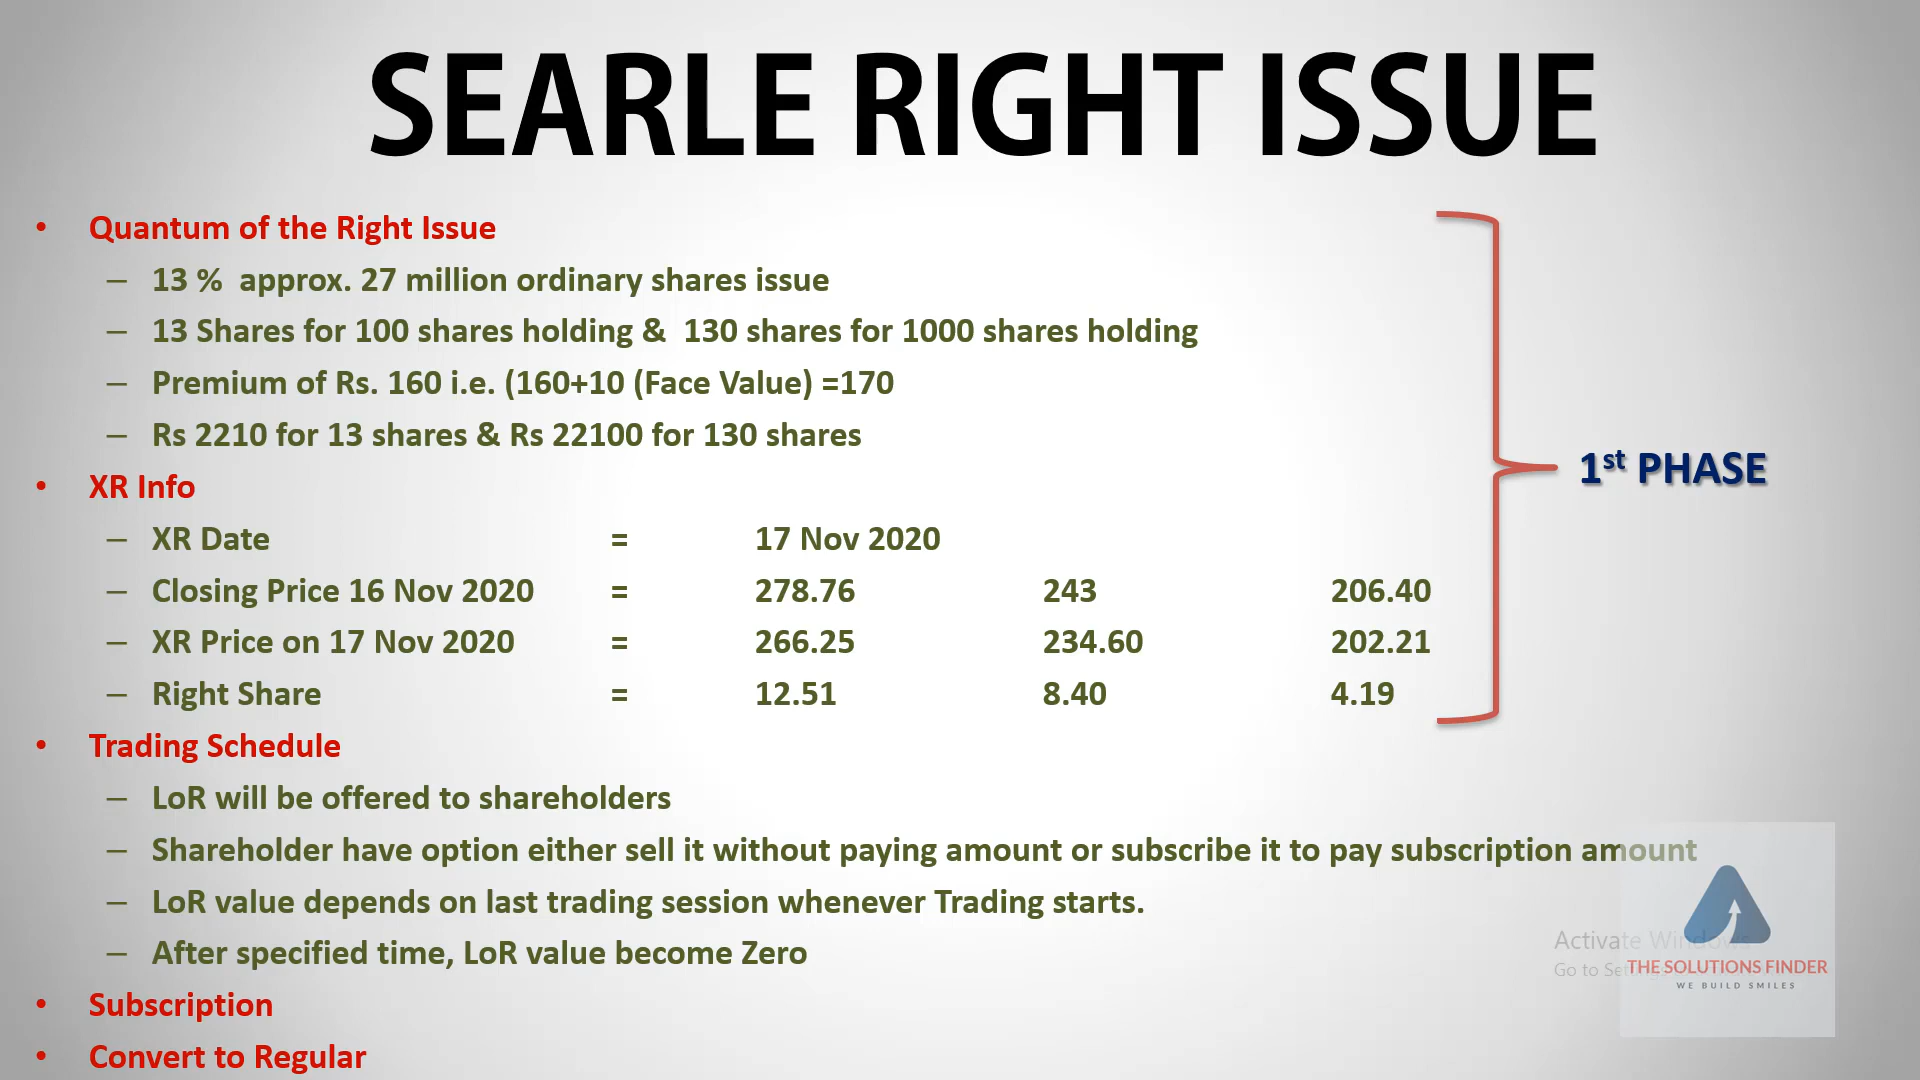 SEARLE RIGHT ISSUE
• Quantum of the Right Issue
– 13 % approx. 27 million ordinary shares issue
– 13 Shares for 100 shares holding & 130 shares for 1000 shares holding
– Premium of Rs. 160 i.e. (160+10 (Face Value) =170
– Rs 2210 for 13 shares & Rs 22100 for 130 shares
• XR Info
– XR Date = 17 Nov 2020
– Closing Price 16 Nov 2020 = 278.76 243 206.40
– XR Price on 17 Nov 2020 = 266.25 234.60 202.21
– Right Share = 12.51 8.40 4.19
1st PHASE
• Trading Schedule
– LoR will be offered to shareholders
– Shareholder have option either sell it without paying amount or subscribe it to pay subscription amount
– LoR value depends on last trading session whenever Trading starts.
– After specified time, LoR value become Zero
• Subscription
• Convert to Regular
Activate Windows
Go to
THE SOLUTIONS FINDER
WE BUILD SMILES